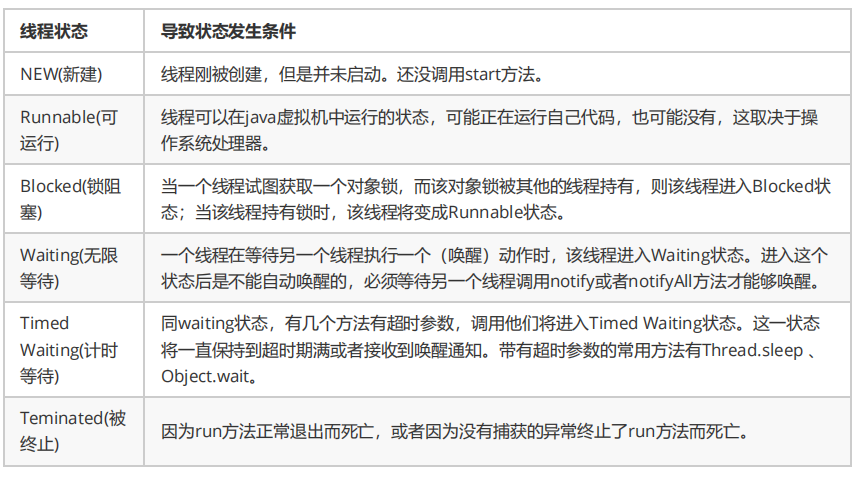 线程状态 导致状态发生条件
NEW(新建) 线程刚被创建，但是并未启动。还没调用start方法。
Runnable(可
运行)
线程可以在java虚拟机中运行的状态，可能正在运行自己代码，也可能没有，这取决于操
作系统处理器。
Blocked(锁阻
塞)
当一个线程试图获取一个对象锁，而该对象锁被其他的线程持有，则该线程进入Blocked状
态；当该线程持有锁时，该线程将变成Runnable状态。
Waiting(无限
等待)
一个线程在等待另一个线程执行一个（唤醒）动作时，该线程进入Waiting状态。进入这个
状态后是不能自动唤醒的，必须等待另一个线程调用notify或者notifyAll方法才能够唤醒。
Timed
Waiting(计时
等待)
同waiting状态，有几个方法有超时参数，调用他们将进入Timed Waiting状态。这一状态
将一直保持到超时期满或者接收到唤醒通知。带有超时参数的常用方法有Thread.sleep 、
Object.wait。
Teminated(被
终止)
因为run方法正常退出而死亡，或者因为没有捕获的异常终止了run方法而死亡。